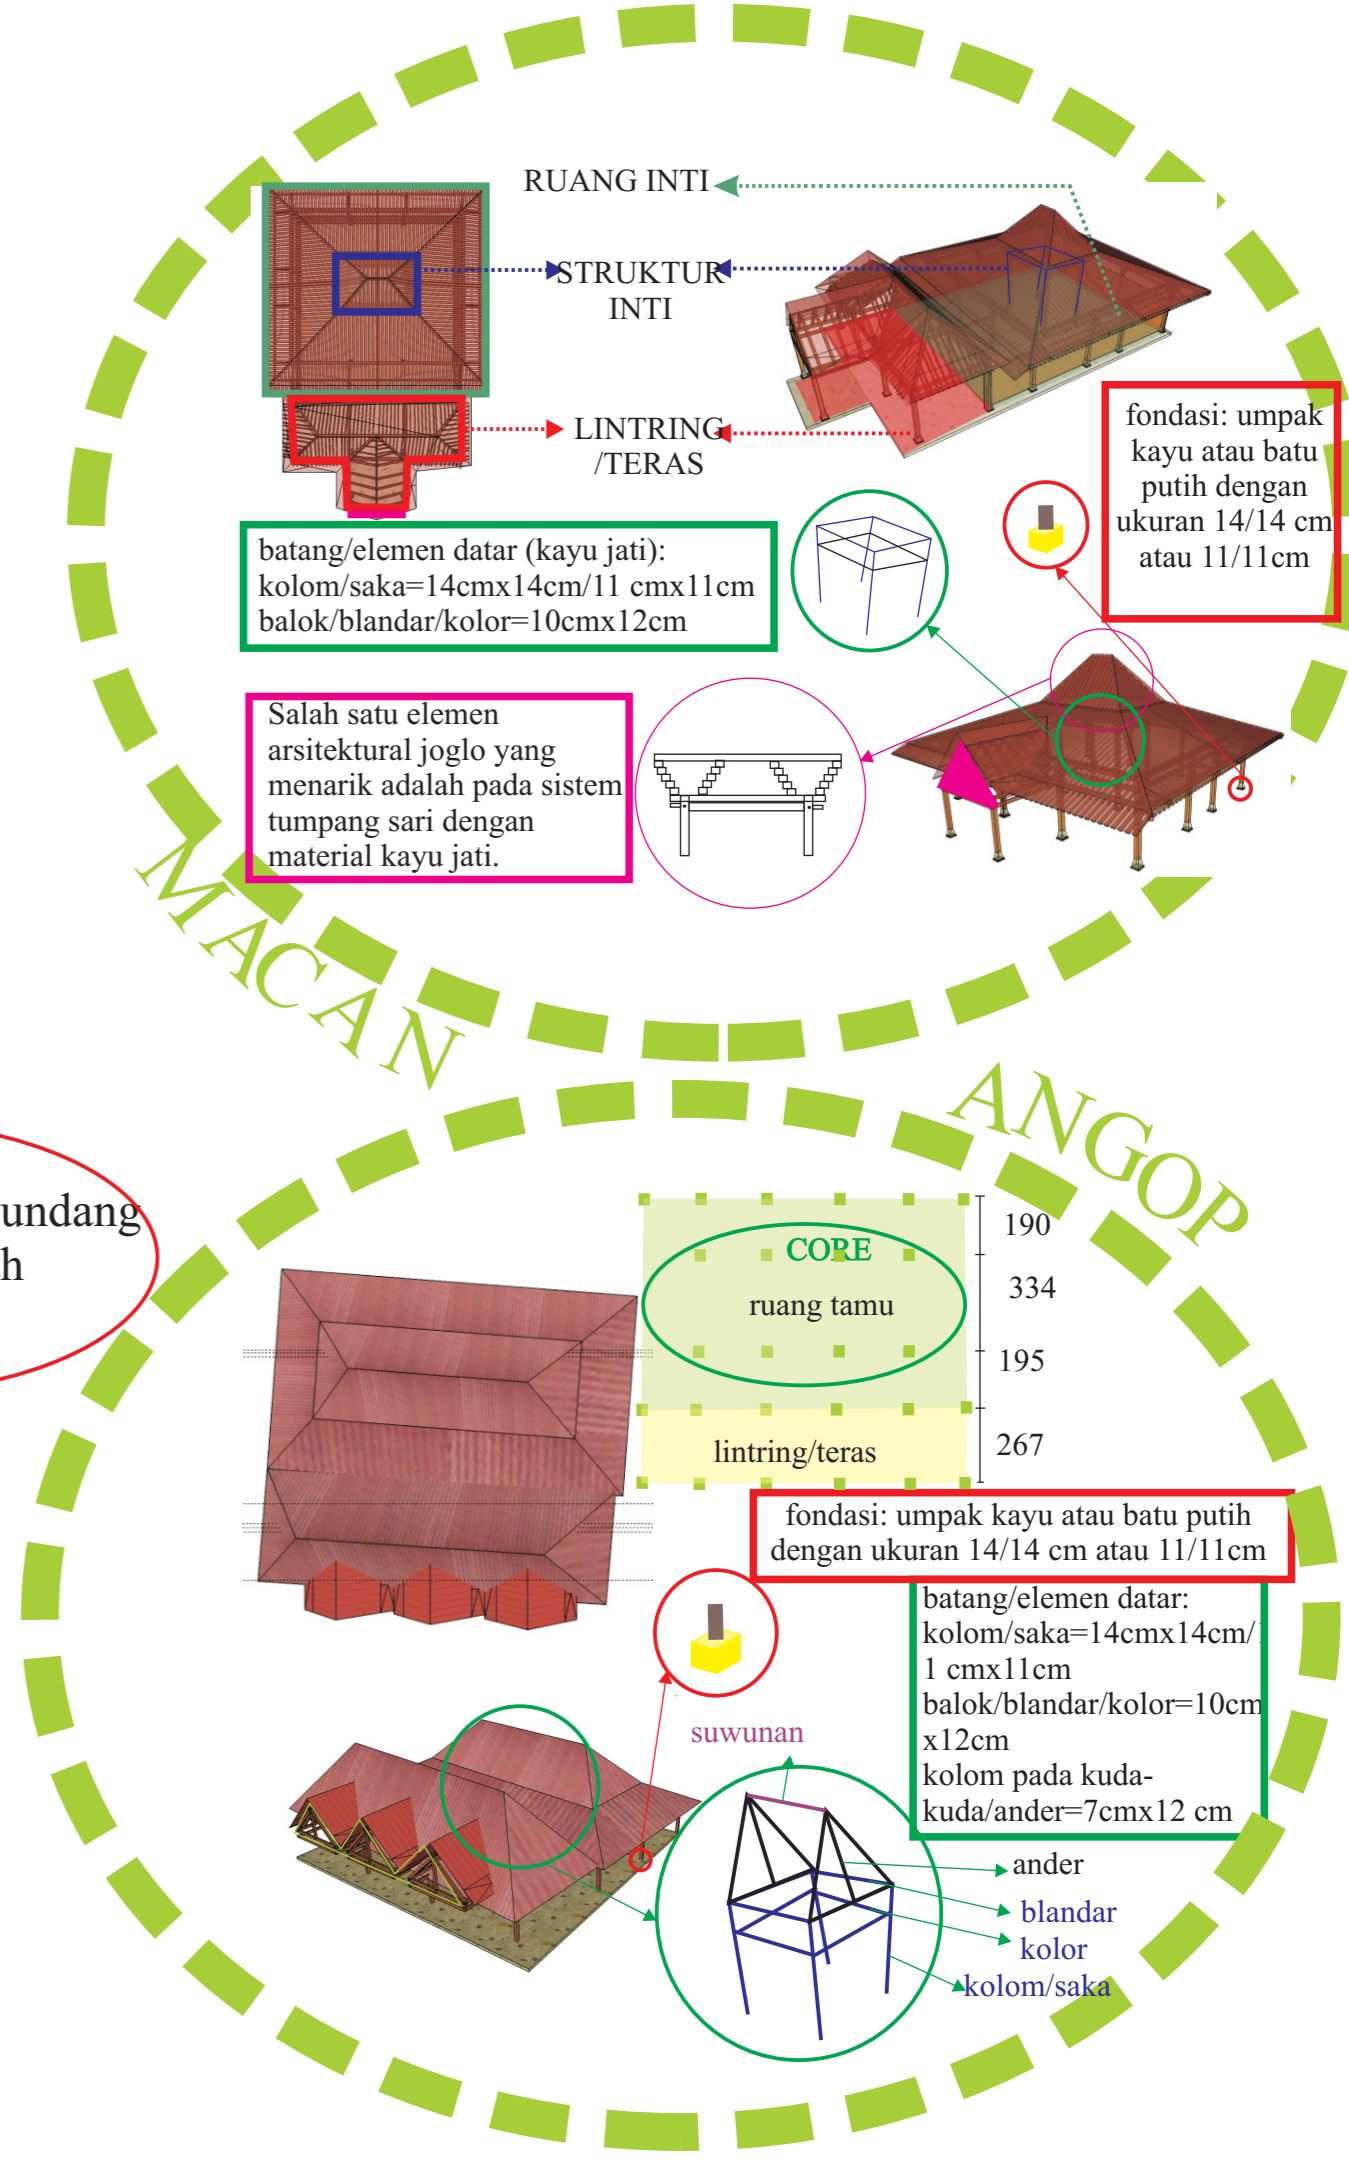 RUANG INTI
STRUKTUR
INTI
LINTRING
/TERAS
fondasi: umpak
kayu atau batu
putih dengan
ukuran 14/14 cm
atau 11/11cm
batang/elemen datar (kayu jati):
kolom/saka=14cmx14cm/11 cmx11cm
balok/blandar/kolor=10cmx12cm
Salah satu elemen
arsitektural joglo yang
menarik adalah pada sistem
tumpang sari dengan
material kayu jati.
MACAN
ANGOP
undang
h
CORE
ruang tamu
lintring/teras
190
334
195
267
fondasi: umpak kayu atau batu putih
dengan ukuran 14/14 cm atau 11/11cm
batang/elemen datar:
kolom/saka=14cmx14cm/1
1 cmx11cm
balok/blandar/kolor=10cm
x12cm
kolom pada kuda-
kuda/ander=7cmx12 cm
suwunan
ander
blandar
kolor
kolom/saka